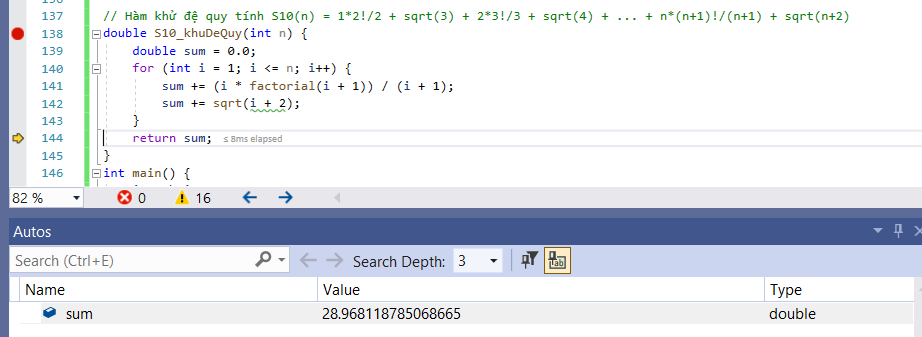 137 // Hàm khử đệ quy tính S10(n) = 1*2!/2 + sqrt(3) + 2*3!/3 + sqrt(4) + ... + n*(n+1)!/(n+1) + sqrt(n+2)
138 double S10_khuDeQuy(int n) {
139 double sum = 0.0;
140 for (int i = 1; i <= n; i++) {
141 sum += (i * factorial(i + 1)) / (i + 1);
142 sum += sqrt(i + 2);
143 }
144 return sum; ≤ 8ms elapsed
145 }
146 int main() {
82 % 0 16
Autos
Search (Ctrl+E) Search Depth: 3
Name Value Type
sum 28.968118785068665 double